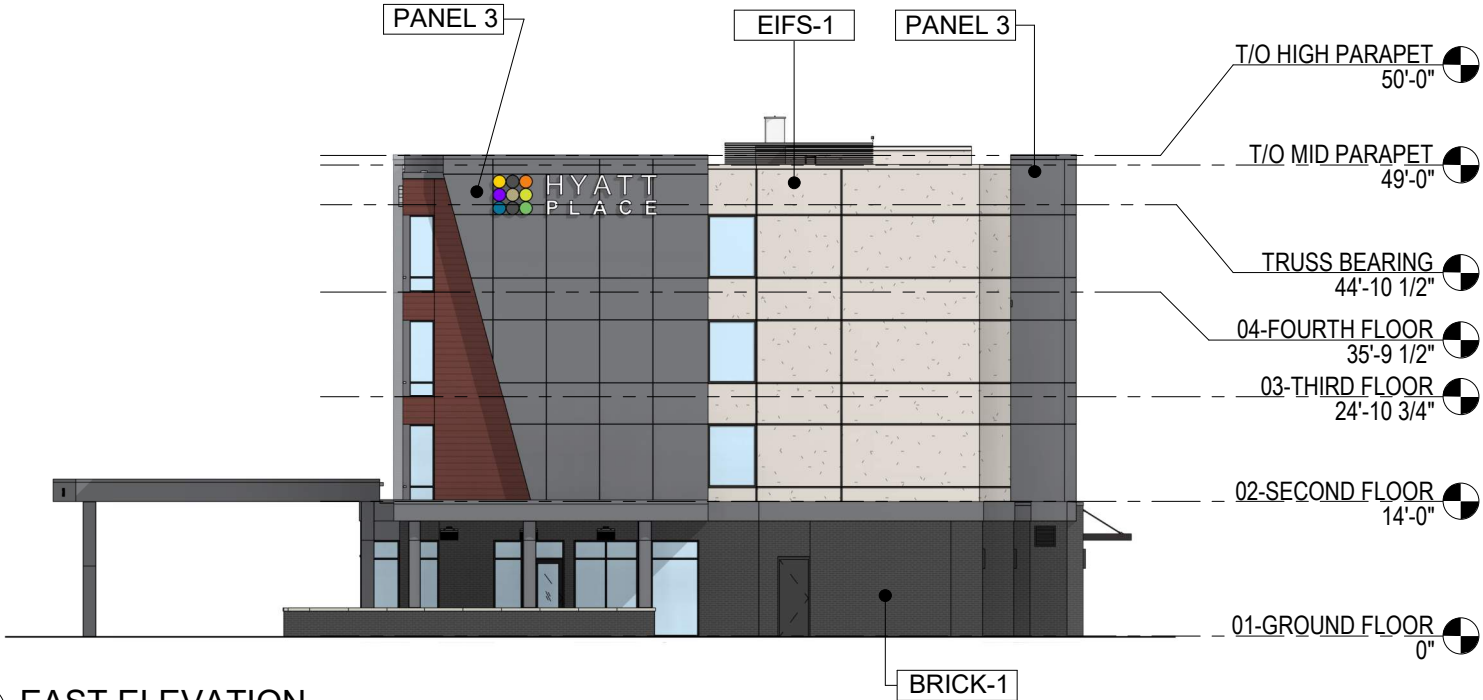 PANEL 3
EIFS-1
PANEL 3
T/O HIGH PARAPET
50'-0"
T/O MID PARAPET
49'-0"
HYATT
PLACE
TRUSS BEARING
44'-10 1/2"
04-FOURTH FLOOR
35'-9 1/2"
03-THIRD FLOOR
24'-10 3/4"
02-SECOND FLOOR
14'-0"
01-GROUND FLOOR
0"
BRICK-1
EAST ELEVATION